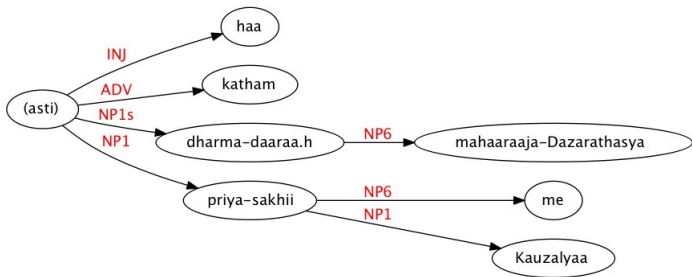 haa
INJ
ADV
katham
(asti)
NP1s
NP1
dharma-daaraa.h
NP6
mahaaraaja-Dazarathasya
priya-sakhii
NP6
me
NP1
Kauzalyaa